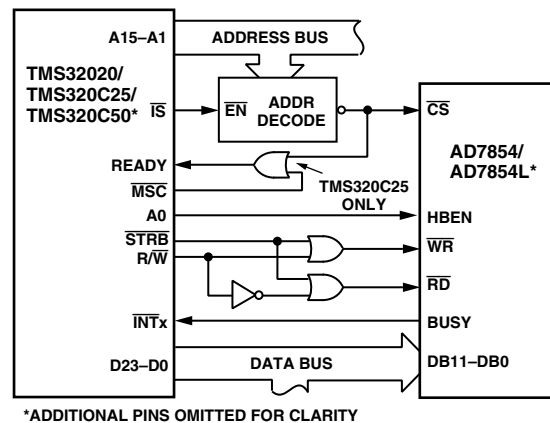 A15–A1
ADDRESS BUS
TMS32020/
TMS320C25/
TMS320C50*
IS
EN
ADDR
DECODE
CS
READY
AD7854/
AD7854L*
MSC
TMS320C25
ONLY
A0
HBEN
STRB
R/W
WR
RD
INTx
BUSY
D23–D0
DATA BUS
DB11–DB0
*ADDITIONAL PINS OMITTED FOR CLARITY